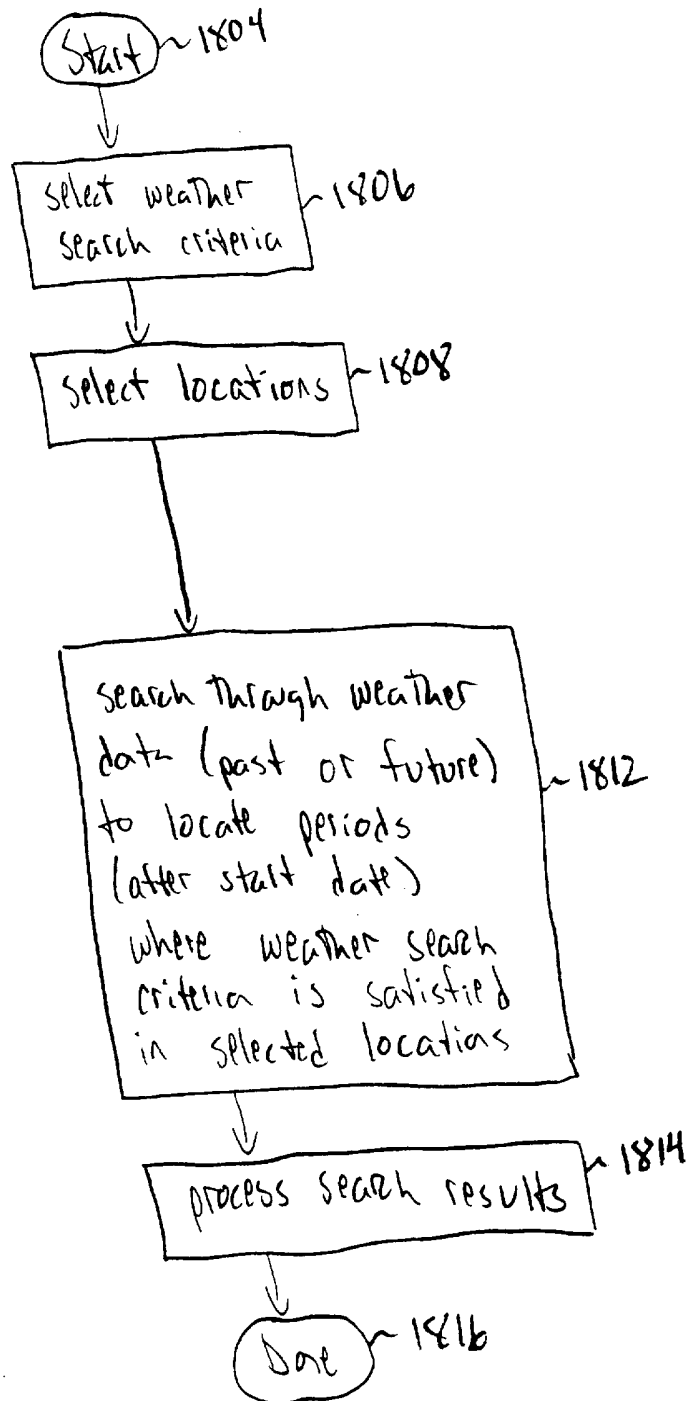 Start 1804
select weather 1806
search criteria
select locations 1808
search through weather
data (past or future)
to locate periods 1812
(after start date)
where weather search
criteria is satisfied
in selected locations
process search results 1814
Done 1816